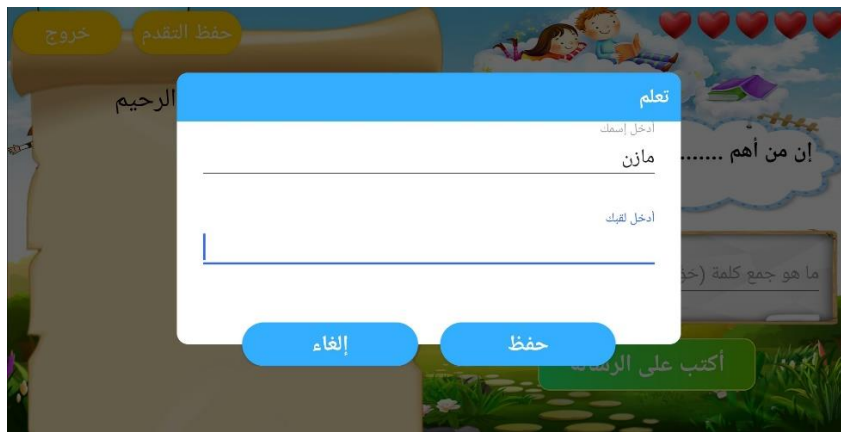 حفظ التقدم
خروج
الرحيم
تعلم
أدخل إسمك
مازن
أدخل لقبك
حفظ
إلغاء
إن من أهم ........
ما هو جمع كلمة
أكتب على الرسالة